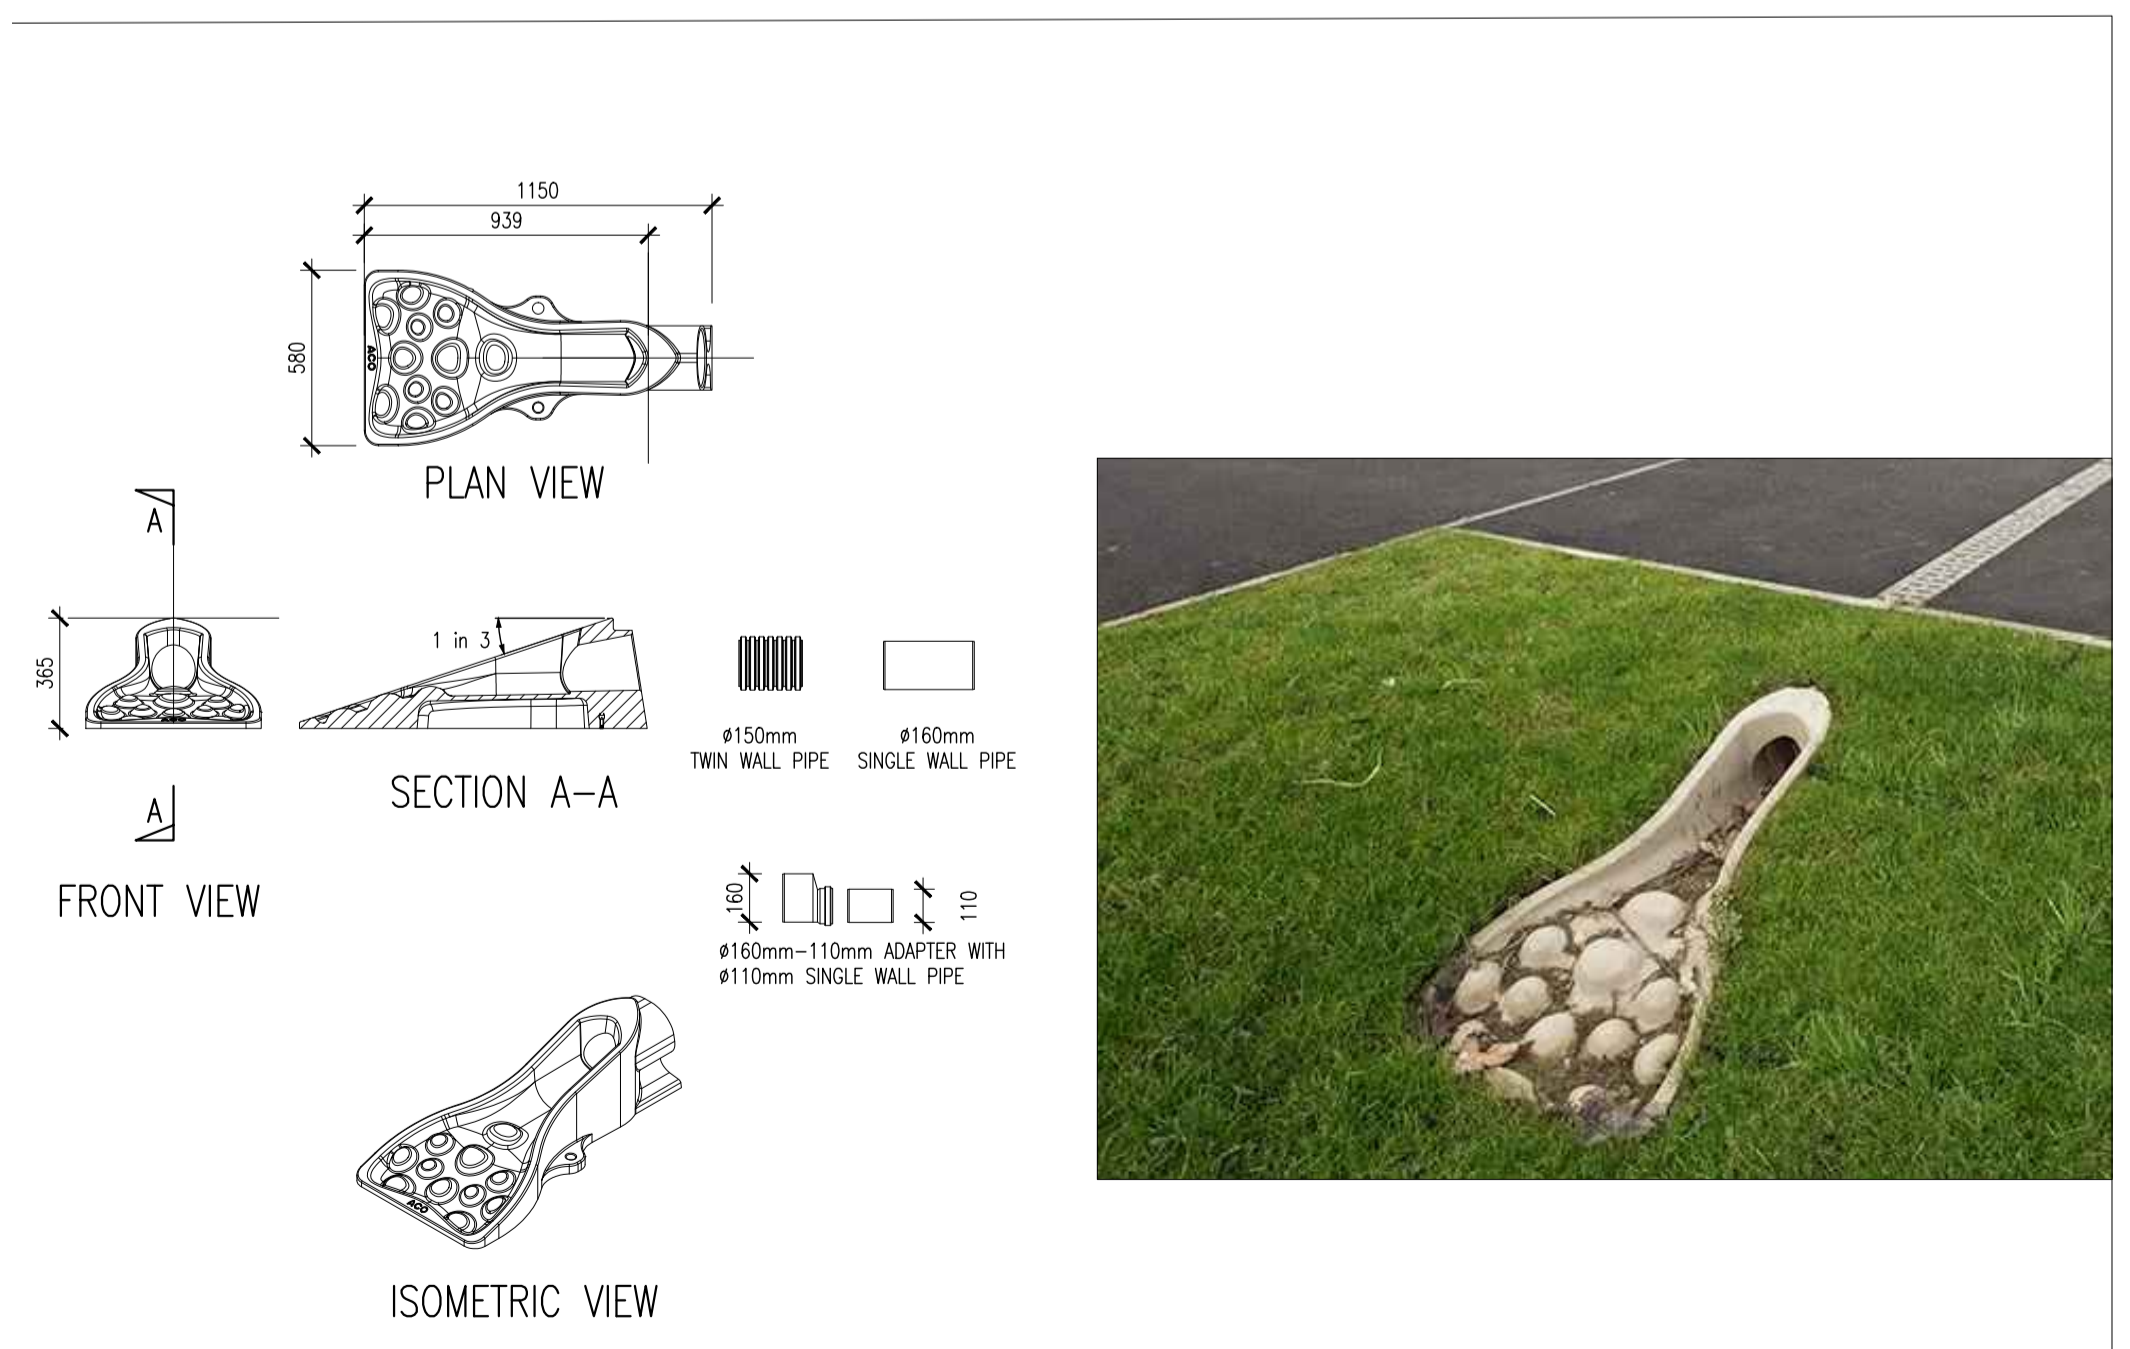 1150
939
580
ACO
PLAN VIEW
A
365
A
FRONT VIEW
1 in 3
SECTION A-A
ø150mm
TWIN WALL PIPE
ø160mm
SINGLE WALL PIPE
160
110
ø160mm-110mm ADAPTER WITH
ø110mm SINGLE WALL PIPE
ACO
ISOMETRIC VIEW